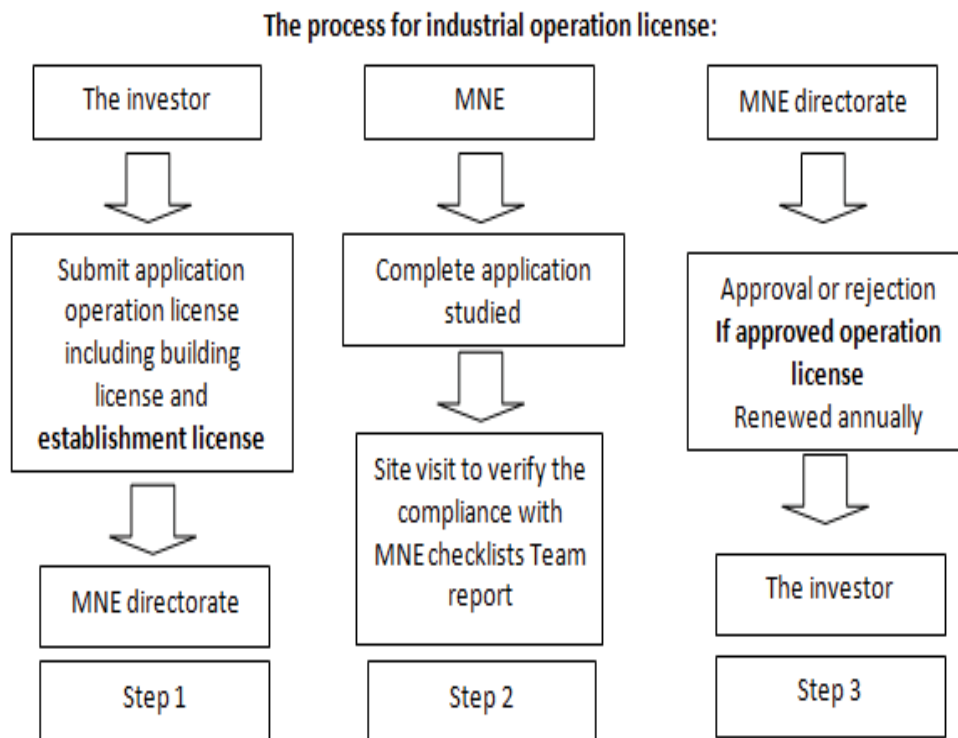 The process for industrial operation license:
The investor
Submit application
operation license
including building
license and
establishment license
MNE directorate
Step 1
MNE
Complete application
studied
Site visit to verify the
compliance with
MNE checklists Team
report
Step 2
MNE directorate
Approval or rejection
If approved operation
license
Renewed annually
The investor
Step 3